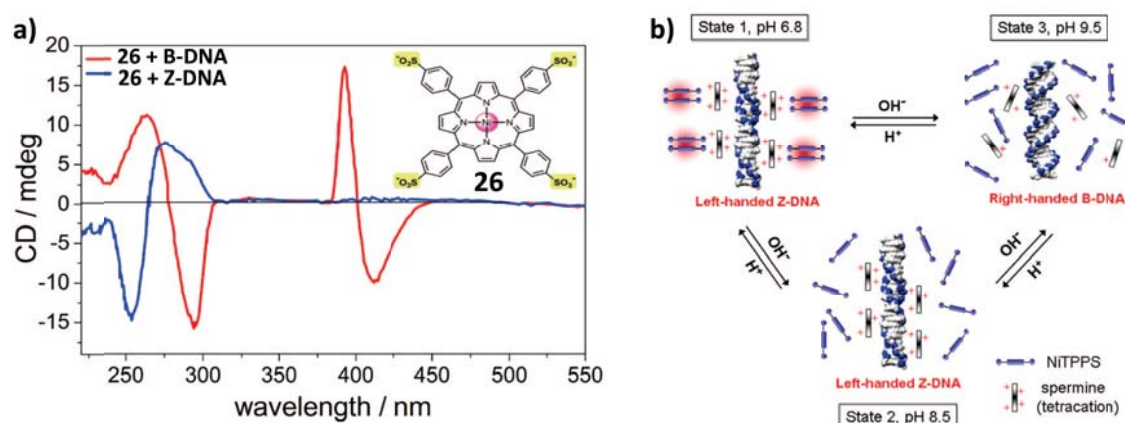 a)
20
15
10
5
0
-5
-10
-15
CD / mdeg
26 + B-DNA
26 + Z-DNA
-O₃S
SO₃-
N
N
Ni
N
N
-O₃S
SO₃-
26
250 300 350 400 450 500 550
wavelength / nm
b)
State 1, pH 6.8
State 3, pH 9.5
OH⁻
H⁺
Left-handed Z-DNA
Right-handed B-DNA
OH⁻
H⁺
OH⁻
H⁺
Left-handed Z-DNA
State 2, pH 8.5
NiTPPS
spermine
(tetracation)